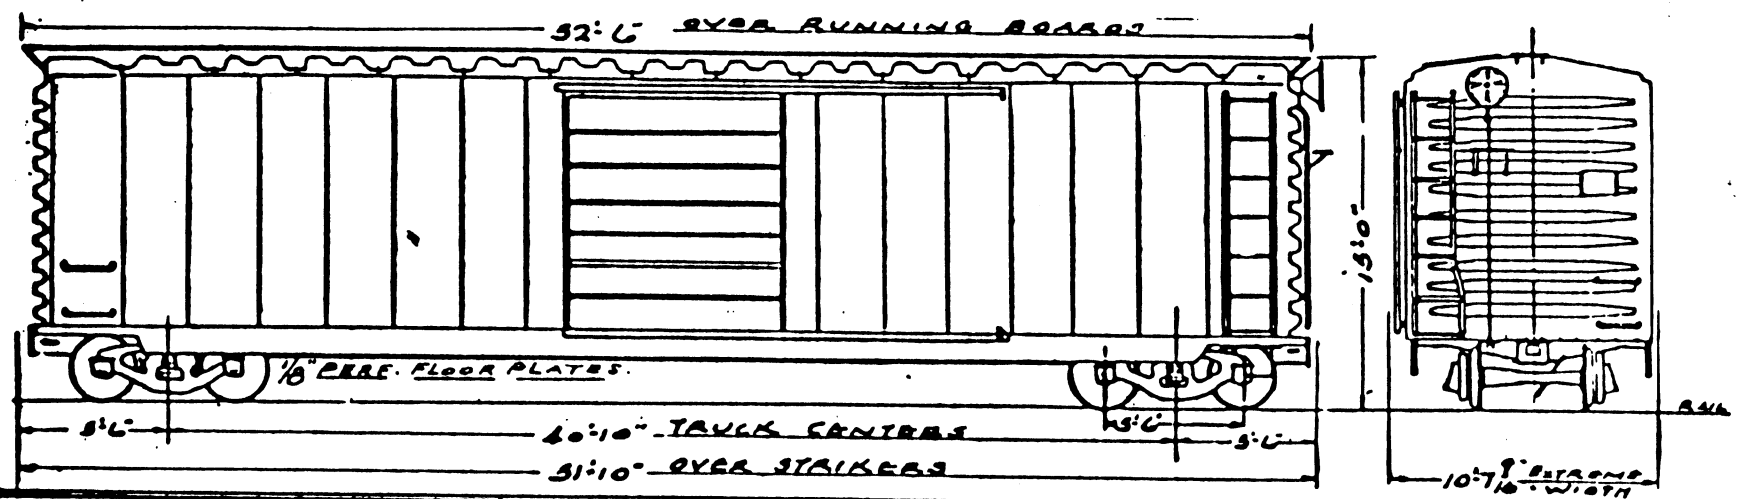 52'-6" OVER RUNNING BOARDS
13'-0"
1/8" PERF. FLOOR PLATES.
RAIL
5'-6"
40'-10" TRUCK CENTERS
5'-6"
5'-6"
51'-10" OVER STRIKERS
10'-7 9/16" EXTREME
WIDTH